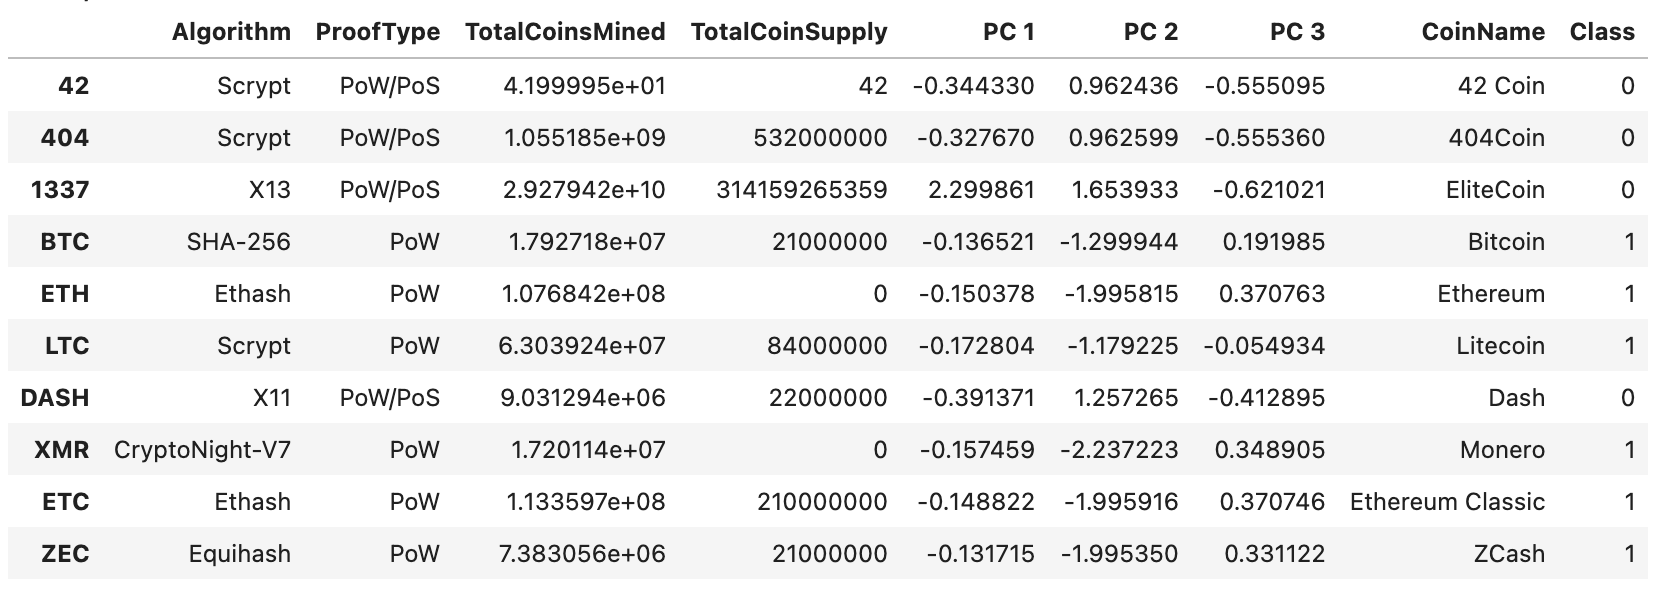 Algorithm ProofType TotalCoinsMined TotalCoinSupply PC 1 PC 2 PC 3 CoinName Class
42 Scrypt PoW/PoS 4.199995e+01 42 -0.344330 0.962436 -0.555095 42 Coin 0
404 Scrypt PoW/PoS 1.055185e+09 532000000 -0.327670 0.962599 -0.555360 404Coin 0
1337 X13 PoW/PoS 2.927942e+10 314159265359 2.299861 1.653933 -0.621021 EliteCoin 0
BTC SHA-256 PoW 1.792718e+07 21000000 -0.136521 -1.299944 0.191985 Bitcoin 1
ETH Ethash PoW 1.076842e+08 0 -0.150378 -1.995815 0.370763 Ethereum 1
LTC Scrypt PoW 6.303924e+07 84000000 -0.172804 -1.179225 -0.054934 Litecoin 1
DASH X11 PoW/PoS 9.031294e+06 22000000 -0.391371 1.257265 -0.412895 Dash 0
XMR CryptoNight-V7 PoW 1.720114e+07 0 -0.157459 -2.237223 0.348905 Monero 1
ETC Ethash PoW 1.133597e+08 210000000 -0.148822 -1.995916 0.370746 Ethereum Classic 1
ZEC Equihash PoW 7.383056e+06 21000000 -0.131715 -1.995350 0.331122 ZCash 1